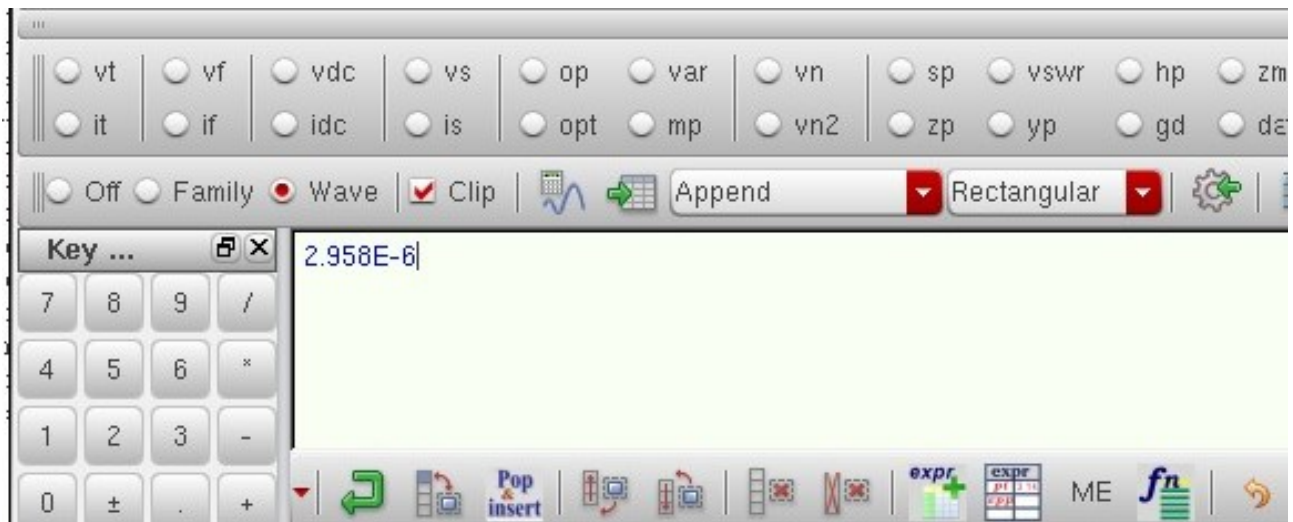 vt vf vdc vs op var vn sp vswr hp zm
it if idc is opt mp vn2 zp yp gd da
Off Family Wave Clip Append Rectangular
Key ...
2.958E-6
7 8 9 /
4 5 6 *
1 2 3 -
0 ± . +
Pop
&
insert
expr
expr
ME
fn